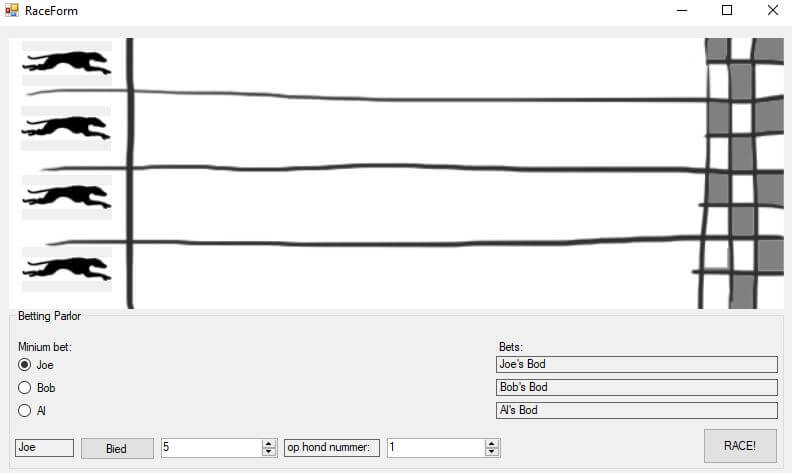 RaceForm
Betting Parlor
Minium bet:
Bets:
Joe
Joe's Bod
Bob
Bob's Bod
Al
Al's Bod
Joe
Bied
5
op hond nummer:
1
RACE!